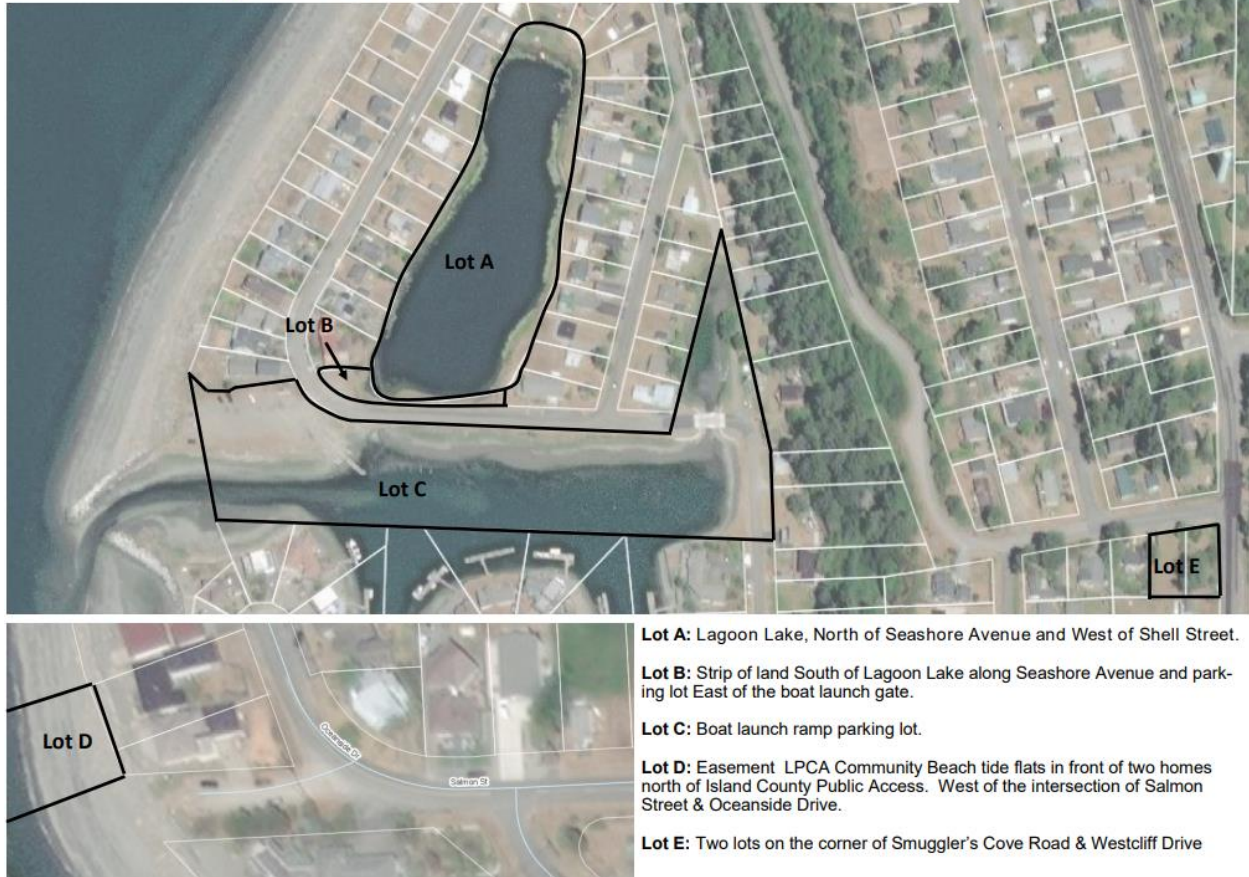 Lot A
Lot B
Lot C
Lot E
Lot D
Oceanside Dr
Salmon St
Lot A: Lagoon Lake, North of Seashore Avenue and West of Shell Street.
Lot B: Strip of land South of Lagoon Lake along Seashore Avenue and park-
ing lot East of the boat launch gate.
Lot C: Boat launch ramp parking lot.
Lot D: Easement LPCA Community Beach tide flats in front of two homes
north of Island County Public Access. West of the intersection of Salmon
Street & Oceanside Drive.
Lot E: Two lots on the corner of Smuggler's Cove Road & Westcliff Drive